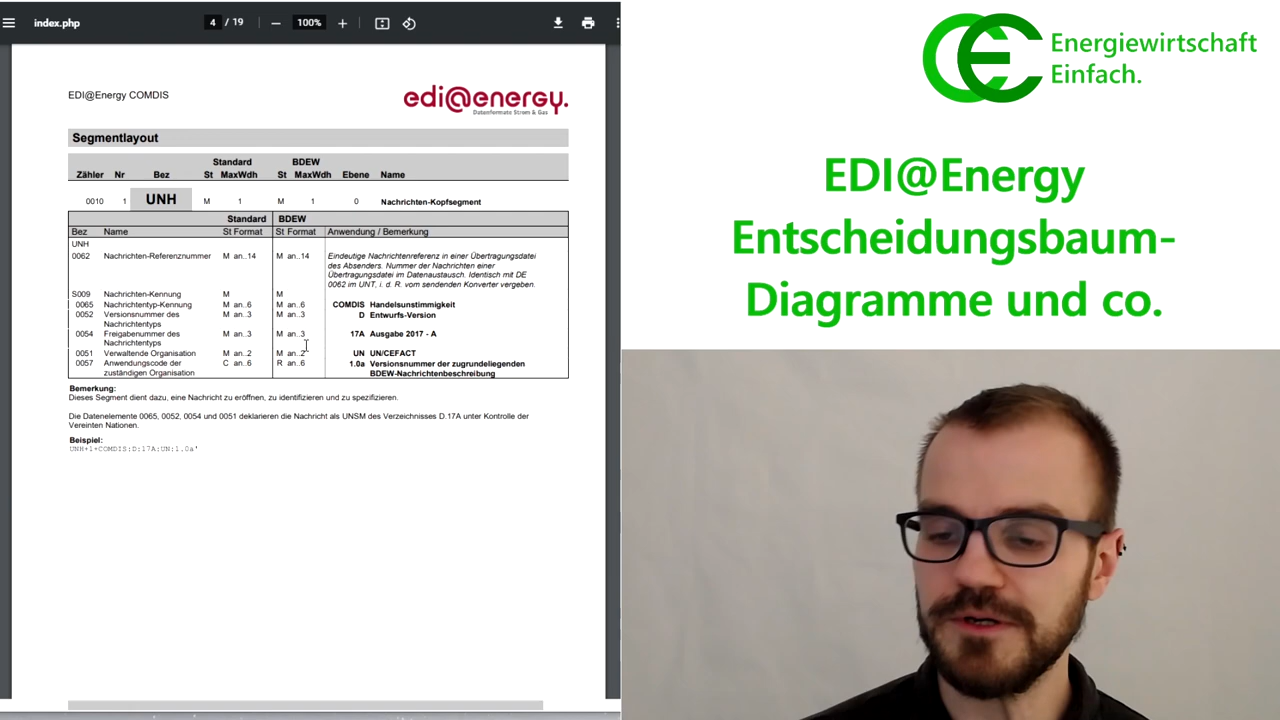 index.php
4 / 19
100%
EDI@Energy COMDIS
edi@energy.
Datenformate Strom & Gas
Segmentlayout
Standard BDEW
Zähler Nr Bez St MaxWdh St MaxWdh Ebene Name
0010 1 UNH M 1 M 1 0 Nachrichten-Kopfsegment
Standard BDEW
Bez Name St Format St Format Anwendung / Bemerkung
UNH
0062 Nachrichten-Referenznummer M an..14 M an..14 Eindeutige Nachrichtenreferenz in einer Übertragungsdatei
des Absenders. Nummer der Nachrichten einer
Übertragungsdatei im Datenaustausch. Identisch mit DE
0062 im UNT, i. d. R. vom sendenden Konverter vergeben.
S009 Nachrichten-Kennung M M
0065 Nachrichtentyp-Kennung M an..6 M an..6 COMDIS Handelsunstimmigkeit
0052 Versionsnummer des M an..3 M an..3 D Entwurfs-Version
Nachrichtentyps
0054 Freigabenummer des M an..3 M an..3 17A Ausgabe 2017 - A
Nachrichtentyps
0051 Verwaltende Organisation M an..2 M an..2 UN UN/CEFACT
0057 Anwendungscode der C an..6 R an..6 1.0a Versionsnummer der zugrundeliegenden
zuständigen Organisation BDEW-Nachrichtenbeschreibung
Bemerkung:
Dieses Segment dient dazu, eine Nachricht zu eröffnen, zu identifizieren und zu spezifizieren.
Die Datenelemente 0065, 0052, 0054 und 0051 deklarieren die Nachricht als UNSM des Verzeichnisses D.17A unter Kontrolle der
Vereinten Nationen.
Beispiel:
UNH+1+COMDIS:D:17A:UN:1.0a'
Energiewirtschaft
Einfach.
EDI@Energy
Entscheidungsbaum-
Diagramme und co.